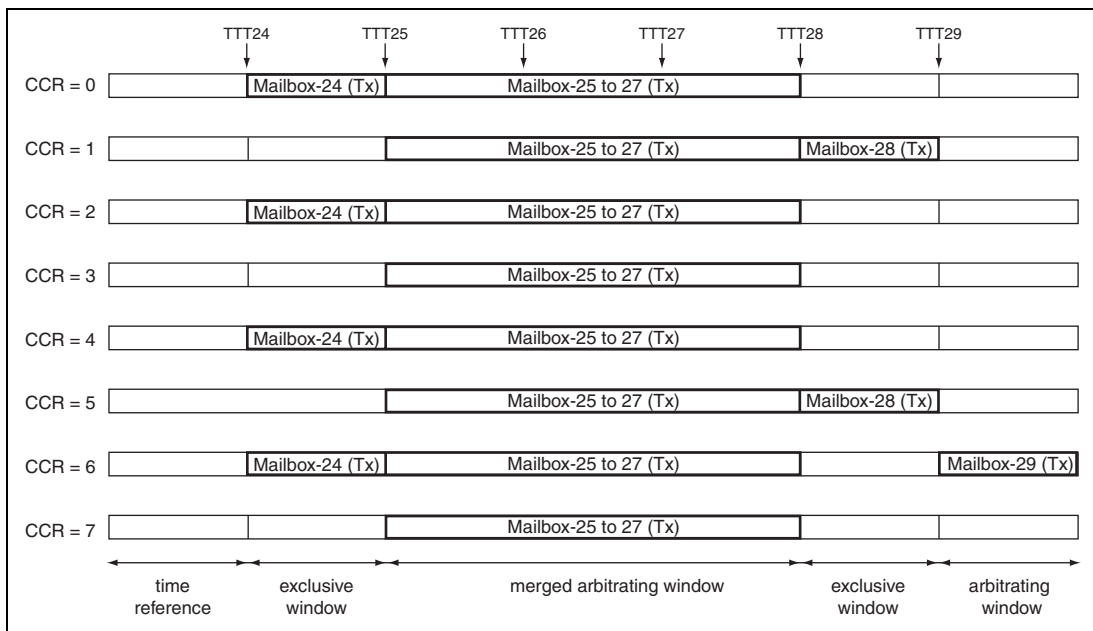 TTT24 TTT25 TTT26 TTT27 TTT28 TTT29
CCR = 0 Mailbox-24 (Tx) Mailbox-25 to 27 (Tx)
CCR = 1 Mailbox-25 to 27 (Tx) Mailbox-28 (Tx)
CCR = 2 Mailbox-24 (Tx) Mailbox-25 to 27 (Tx)
CCR = 3 Mailbox-25 to 27 (Tx)
CCR = 4 Mailbox-24 (Tx) Mailbox-25 to 27 (Tx)
CCR = 5 Mailbox-25 to 27 (Tx) Mailbox-28 (Tx)
CCR = 6 Mailbox-24 (Tx) Mailbox-25 to 27 (Tx) Mailbox-29 (Tx)
CCR = 7 Mailbox-25 to 27 (Tx)
time exclusive merged arbitrating window exclusive arbitrating
reference window window window